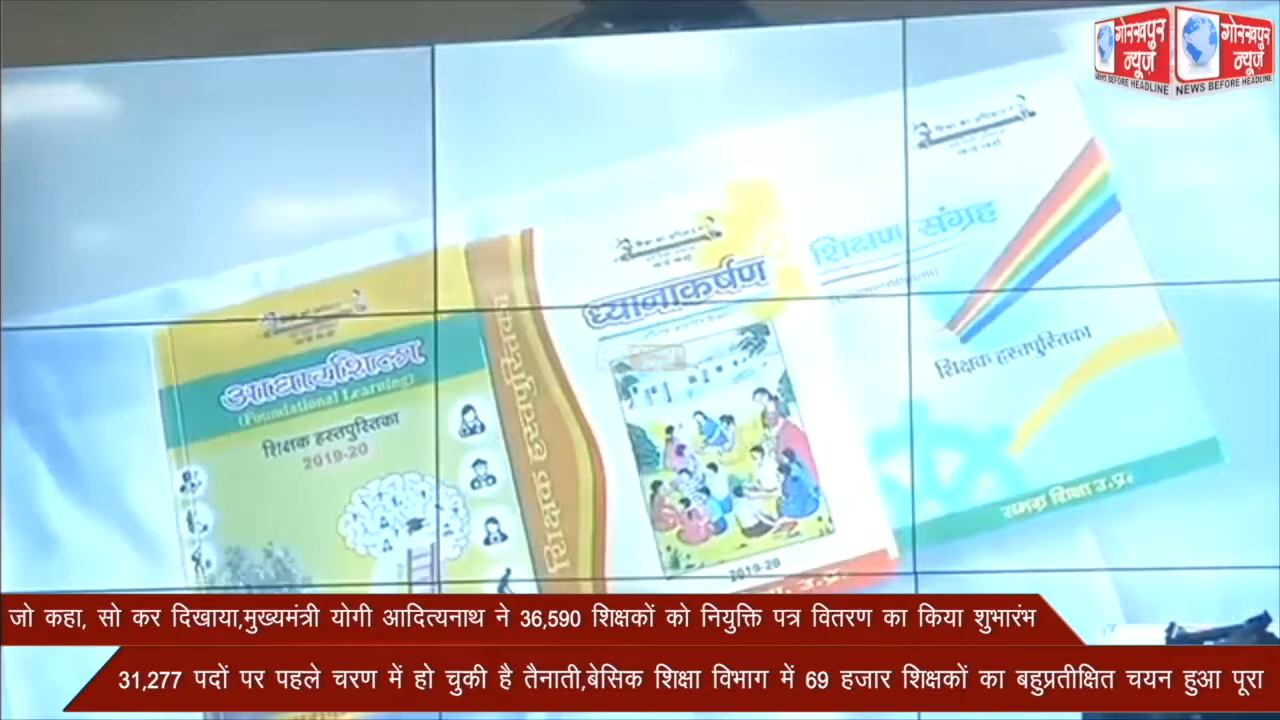 गोरखपुर
न्यूज़
NEWS BEFORE HEADLINE
गोरखपुर
न्यूज़
NEWS BEFORE HEADLINE
शिक्षण संग्रह
शिक्षक हस्तपुस्तिका
समग्र शिक्षा उ.प्र.
ध्यानाकर्षण
2019-20
उ.प्र.
शिक्षक हस्तपुस्तिका
आधारशिला
(Foundational Learning)
शिक्षक हस्तपुस्तिका
2019-20
जो कहा, सो कर दिखाया,मुख्यमंत्री योगी आदित्यनाथ ने 36,590 शिक्षकों को नियुक्ति पत्र वितरण का किया शुभारंभ
31,277 पदों पर पहले चरण में हो चुकी है तैनाती,बेसिक शिक्षा विभाग में 69 हजार शिक्षकों का बहुप्रतीक्षित चयन हुआ पूरा